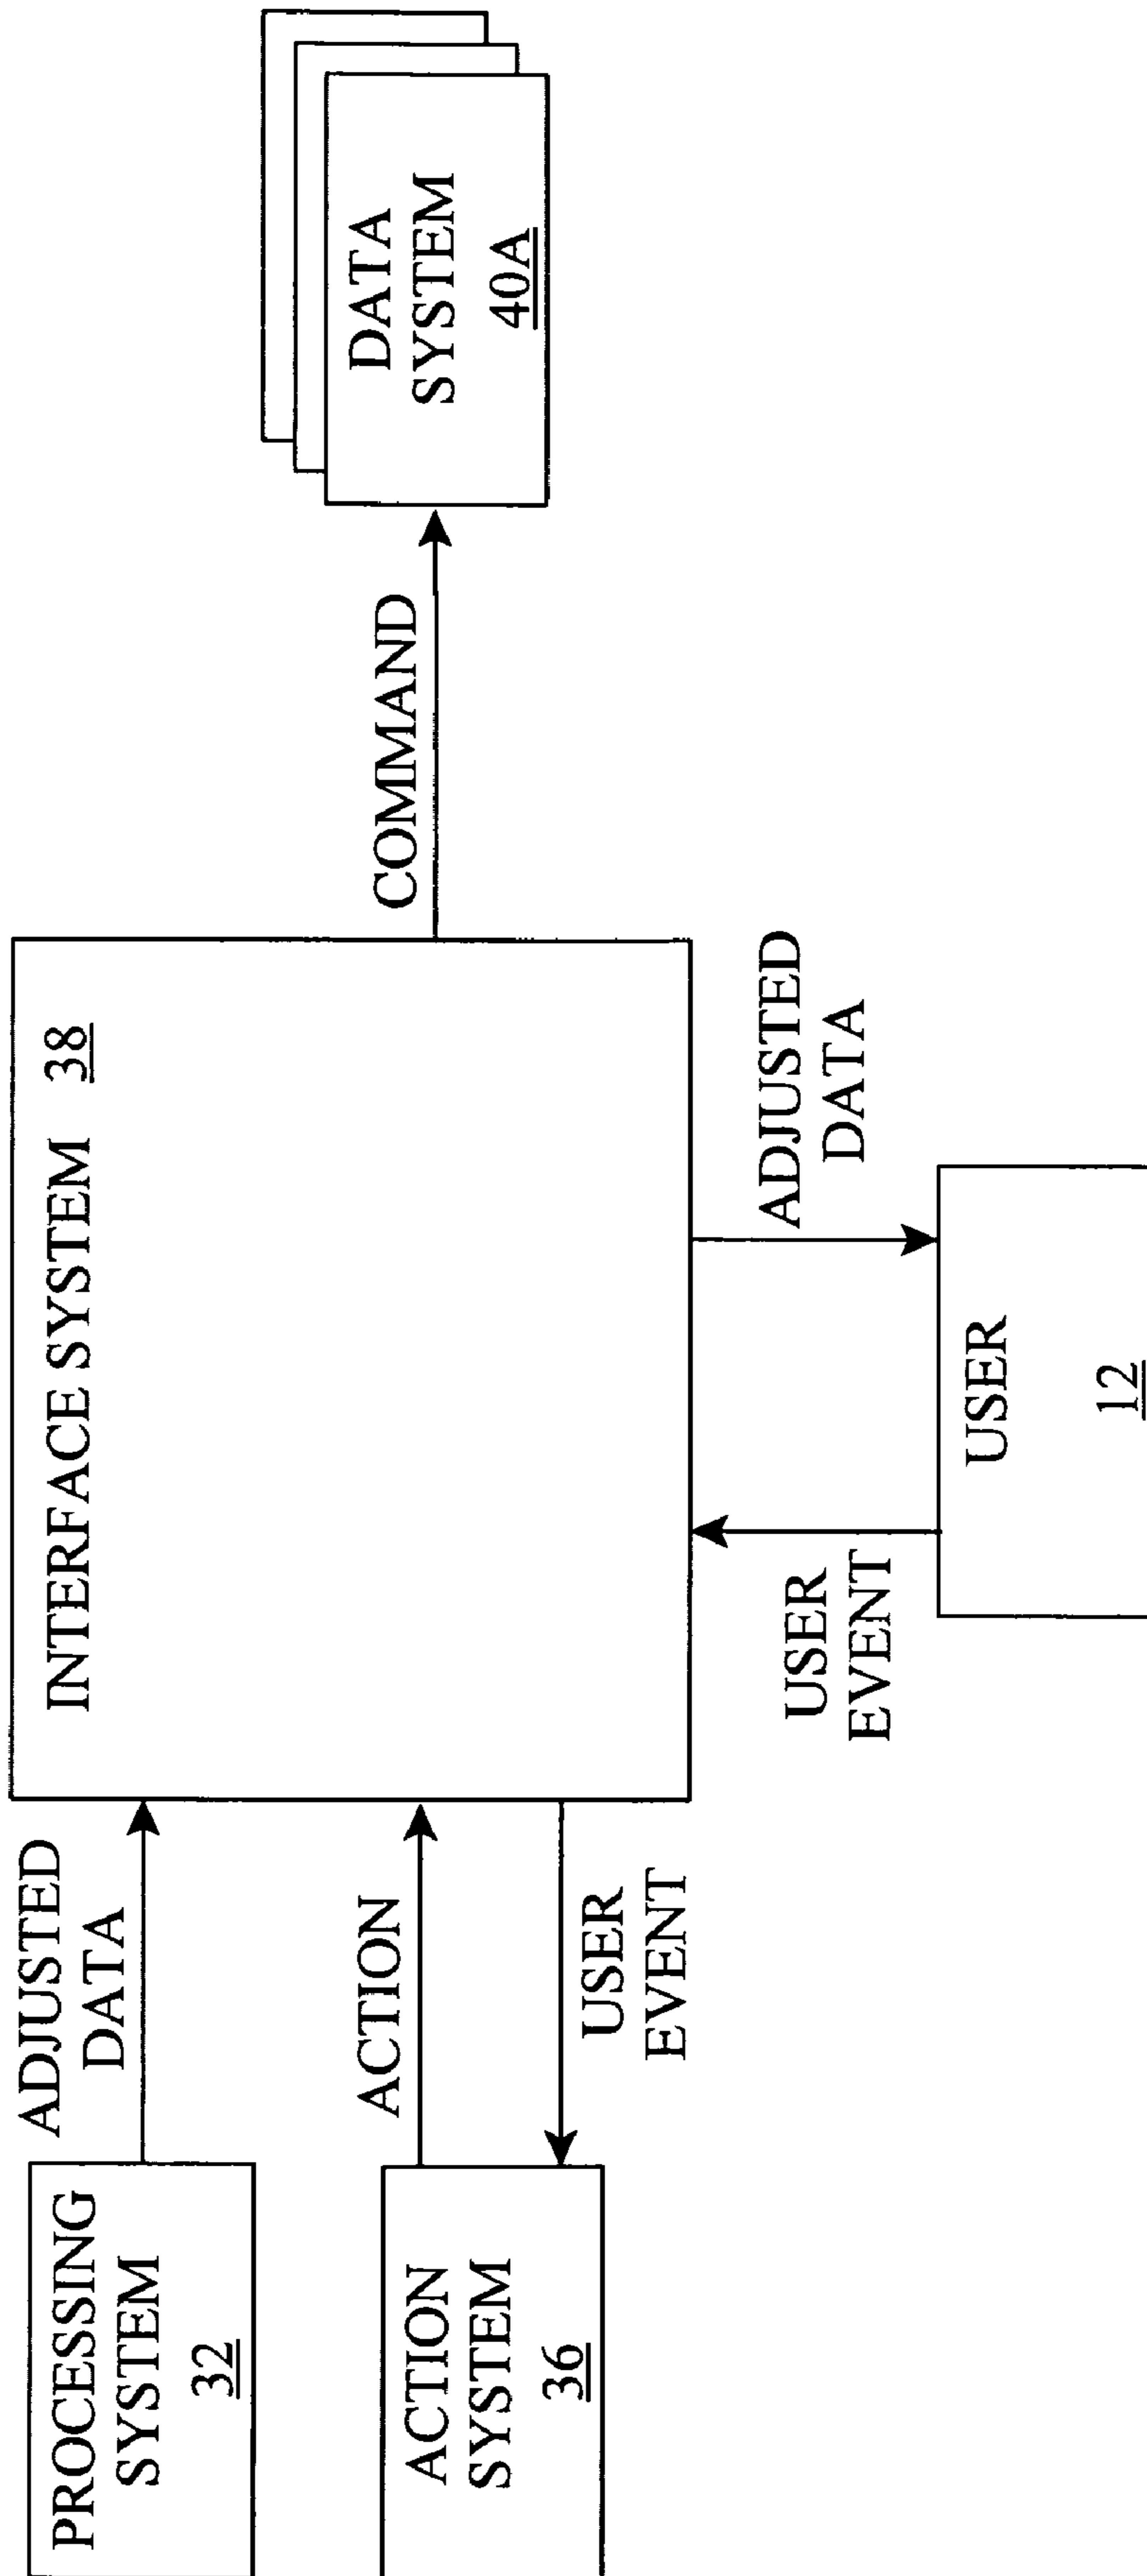 PROCESSING
SYSTEM
32
ADJUSTED
DATA
INTERFACE SYSTEM 38
ACTION
SYSTEM
36
ACTION
USER
EVENT
COMMAND
DATA
SYSTEM
40A
USER
EVENT
ADJUSTED
DATA
USER
12